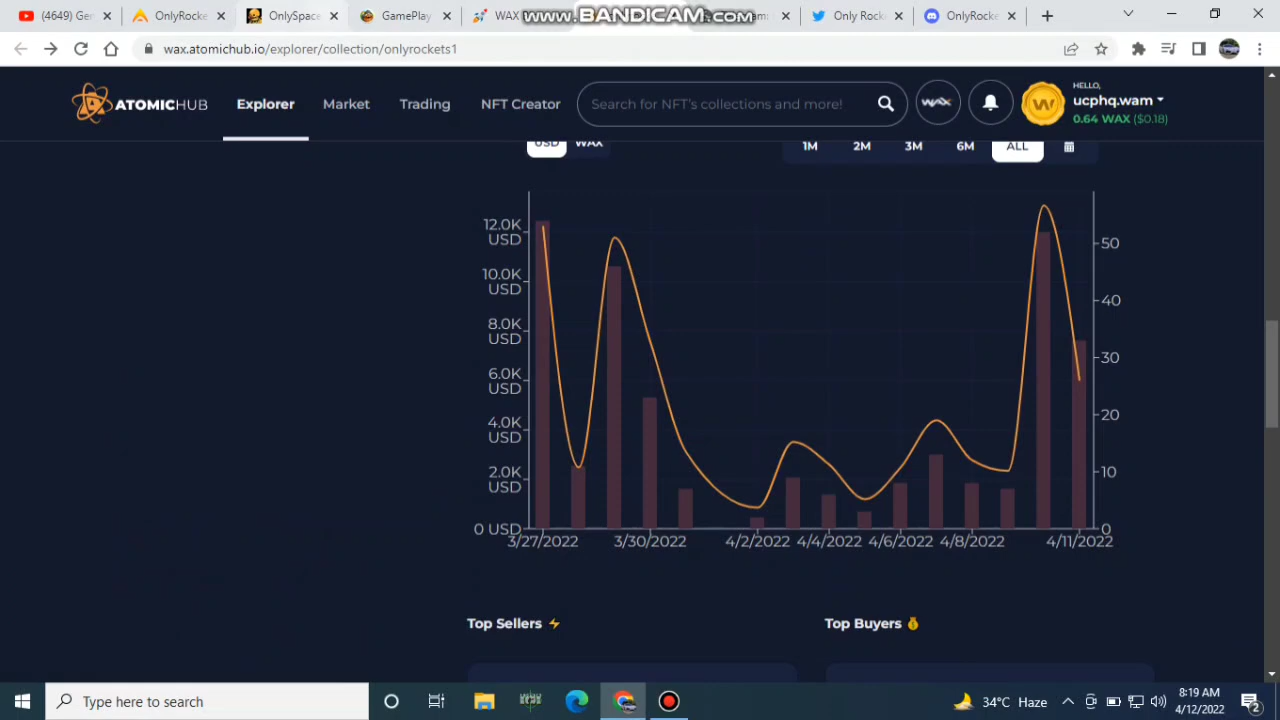 (4649) Ge
OnlyRocke
OnlySpace
GamePlay
WAX
www.BANDICAM.com
Only Ro
OnlyRocke
wax.atomichub.io/explorer/collection/onlyrockets1
ATOMICHUB
Explorer
Market
Trading
NFT Creator
Search for NFT's collections and more!
WAX
HELLO,
ucphq.wam
0.64 WAX ($0.18)
USD
WAX
1M
2M
3M
6M
ALL
12.0K
USD
10.0K
USD
8.0K
USD
6.0K
USD
4.0K
USD
2.0K
USD
0 USD
50
40
30
20
10
0
3/27/2022
3/30/2022
4/2/2022
4/4/2022
4/6/2022
4/8/2022
4/11/2022
Top Sellers
Top Buyers
Type here to search
34°C Haze
8:19 AM
4/12/2022
2